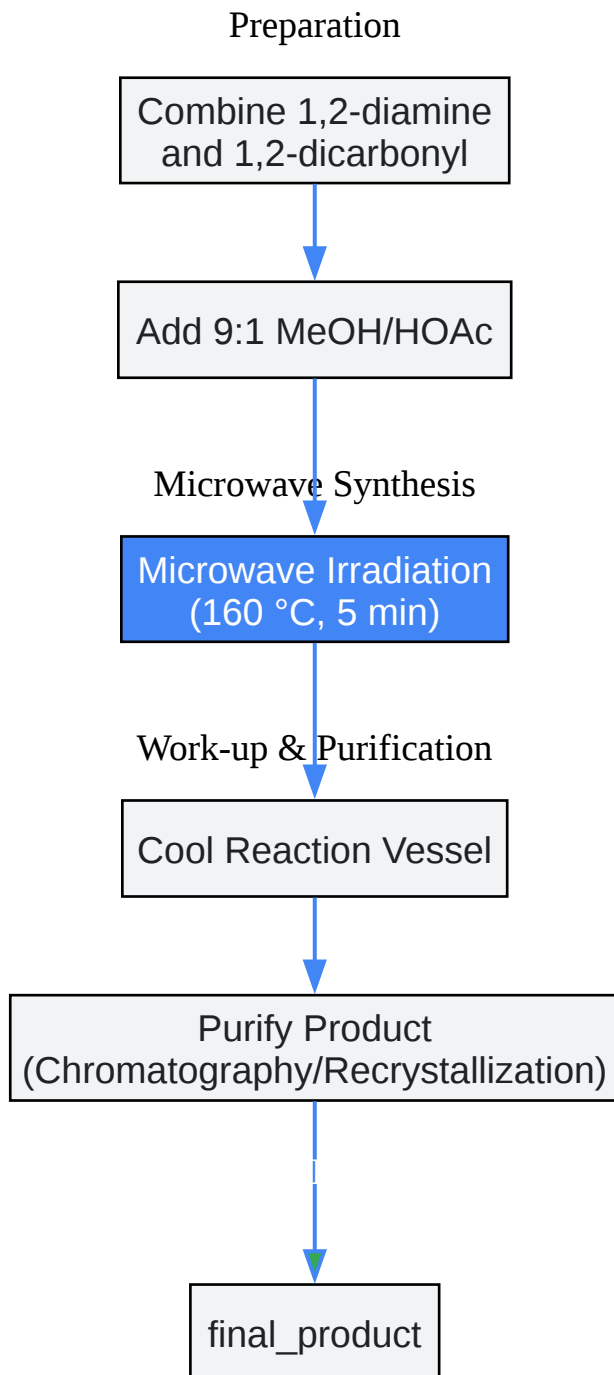 Preparation
Combine 1,2-diamine
and 1,2-dicarbonyl
Add 9:1 MeOH/HOAc
Microwave Synthesis
Microwave Irradiation
(160 °C, 5 min)
Work-up & Purification
Cool Reaction Vessel
Purify Product
(Chromatography/Recrystallization)
final_product